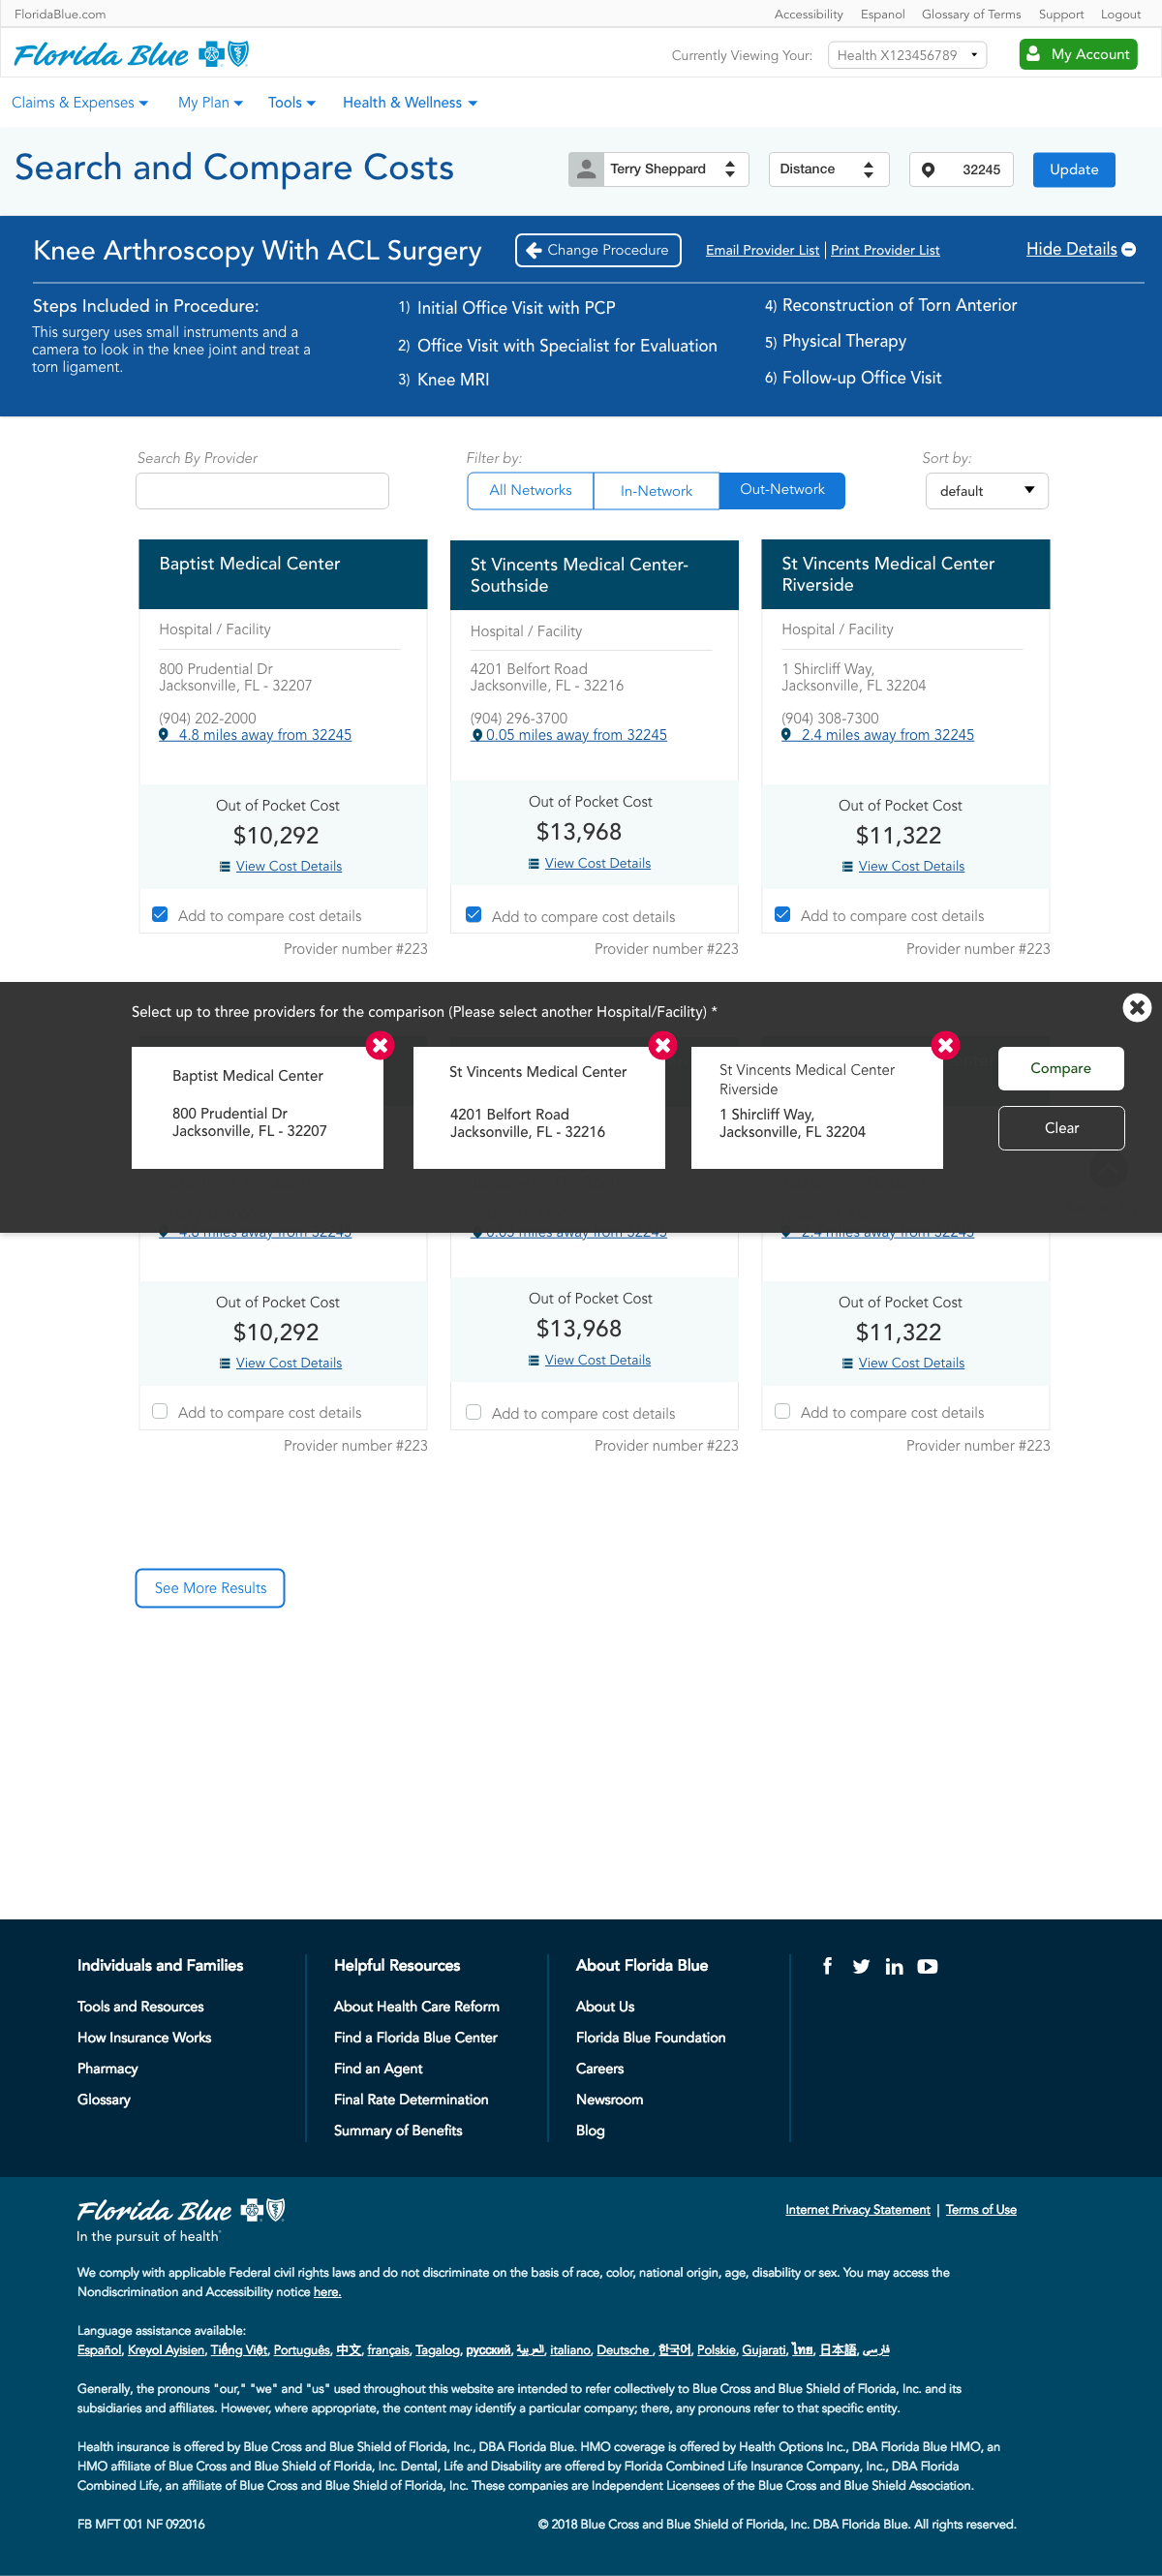 FloridaBlue.com
Accessibility Espanol Glossary of Terms Support Logout
Florida Blue
Currently Viewing Your: Health X123456789 My Account
Claims & Expenses My Plan Tools Health & Wellness
Search and Compare Costs
Terry Sheppard Distance 32245 Update
Knee Arthroscopy With ACL Surgery Change Procedure Email Provider List | Print Provider List Hide Details
Steps Included in Procedure:
This surgery uses small instruments and a
camera to look in the knee joint and treat a
torn ligament.
1) Initial Office Visit with PCP
2) Office Visit with Specialist for Evaluation
3) Knee MRI
4) Reconstruction of Torn Anterior
5) Physical Therapy
6) Follow-up Office Visit
Search By Provider
Filter by:
All Networks In-Network Out-Network
Sort by:
default
Baptist Medical Center
Hospital / Facility
800 Prudential Dr
Jacksonville, FL - 32207
(904) 202-2000
4.8 miles away from 32245
Out of Pocket Cost
$10,292
View Cost Details
Add to compare cost details
Provider number #223
St Vincents Medical Center-
Southside
Hospital / Facility
4201 Belfort Road
Jacksonville, FL - 32216
(904) 296-3700
0.05 miles away from 32245
Out of Pocket Cost
$13,968
View Cost Details
Add to compare cost details
Provider number #223
St Vincents Medical Center
Riverside
Hospital / Facility
1 Shircliff Way,
Jacksonville, FL 32204
(904) 308-7300
2.4 miles away from 32245
Out of Pocket Cost
$11,322
View Cost Details
Add to compare cost details
Provider number #223
Select up to three providers for the comparison (Please select another Hospital/Facility) *
Baptist Medical Center
800 Prudential Dr
Jacksonville, FL - 32207
St Vincents Medical Center
4201 Belfort Road
Jacksonville, FL - 32216
St Vincents Medical Center
Riverside
1 Shircliff Way,
Jacksonville, FL 32204
Compare
Clear
4.8 miles away from 32245
Out of Pocket Cost
$10,292
View Cost Details
Add to compare cost details
Provider number #223
0.05 miles away from 32245
Out of Pocket Cost
$13,968
View Cost Details
Add to compare cost details
Provider number #223
2.4 miles away from 32245
Out of Pocket Cost
$11,322
View Cost Details
Add to compare cost details
Provider number #223
See More Results
Individuals and Families
Tools and Resources
How Insurance Works
Pharmacy
Glossary
Helpful Resources
About Health Care Reform
Find a Florida Blue Center
Find an Agent
Final Rate Determination
Summary of Benefits
About Florida Blue
About Us
Florida Blue Foundation
Careers
Newsroom
Blog
Florida Blue
In the pursuit of health
Internet Privacy Statement | Terms of Use
We comply with applicable Federal civil rights laws and do not discriminate on the basis of race, color, national origin, age, disability or sex. You may access the
Nondiscrimination and Accessibility notice here.
Language assistance available:
Español, Kreyol Ayisien, Tiếng Việt, Português, 中文, français, Tagalog, русский, العربية, italiano, Deutsche , 한국어, Polskie, Gujarati, ไทย, 日本語, فارسی
Generally, the pronouns "our," "we" and "us" used throughout this website are intended to refer collectively to Blue Cross and Blue Shield of Florida, Inc. and its
subsidiaries and affiliates. However, where appropriate, the content may identify a particular company; there, any pronouns refer to that specific entity.
Health insurance is offered by Blue Cross and Blue Shield of Florida, Inc., DBA Florida Blue. HMO coverage is offered by Health Options Inc., DBA Florida Blue HMO, an
HMO affiliate of Blue Cross and Blue Shield of Florida, Inc. Dental, Life and Disability are offered by Florida Combined Life Insurance Company, Inc., DBA Florida
Combined Life, an affiliate of Blue Cross and Blue Shield of Florida, Inc. These companies are Independent Licensees of the Blue Cross and Blue Shield Association.
FB MFT 001 NF 092016
© 2018 Blue Cross and Blue Shield of Florida, Inc. DBA Florida Blue. All rights reserved.